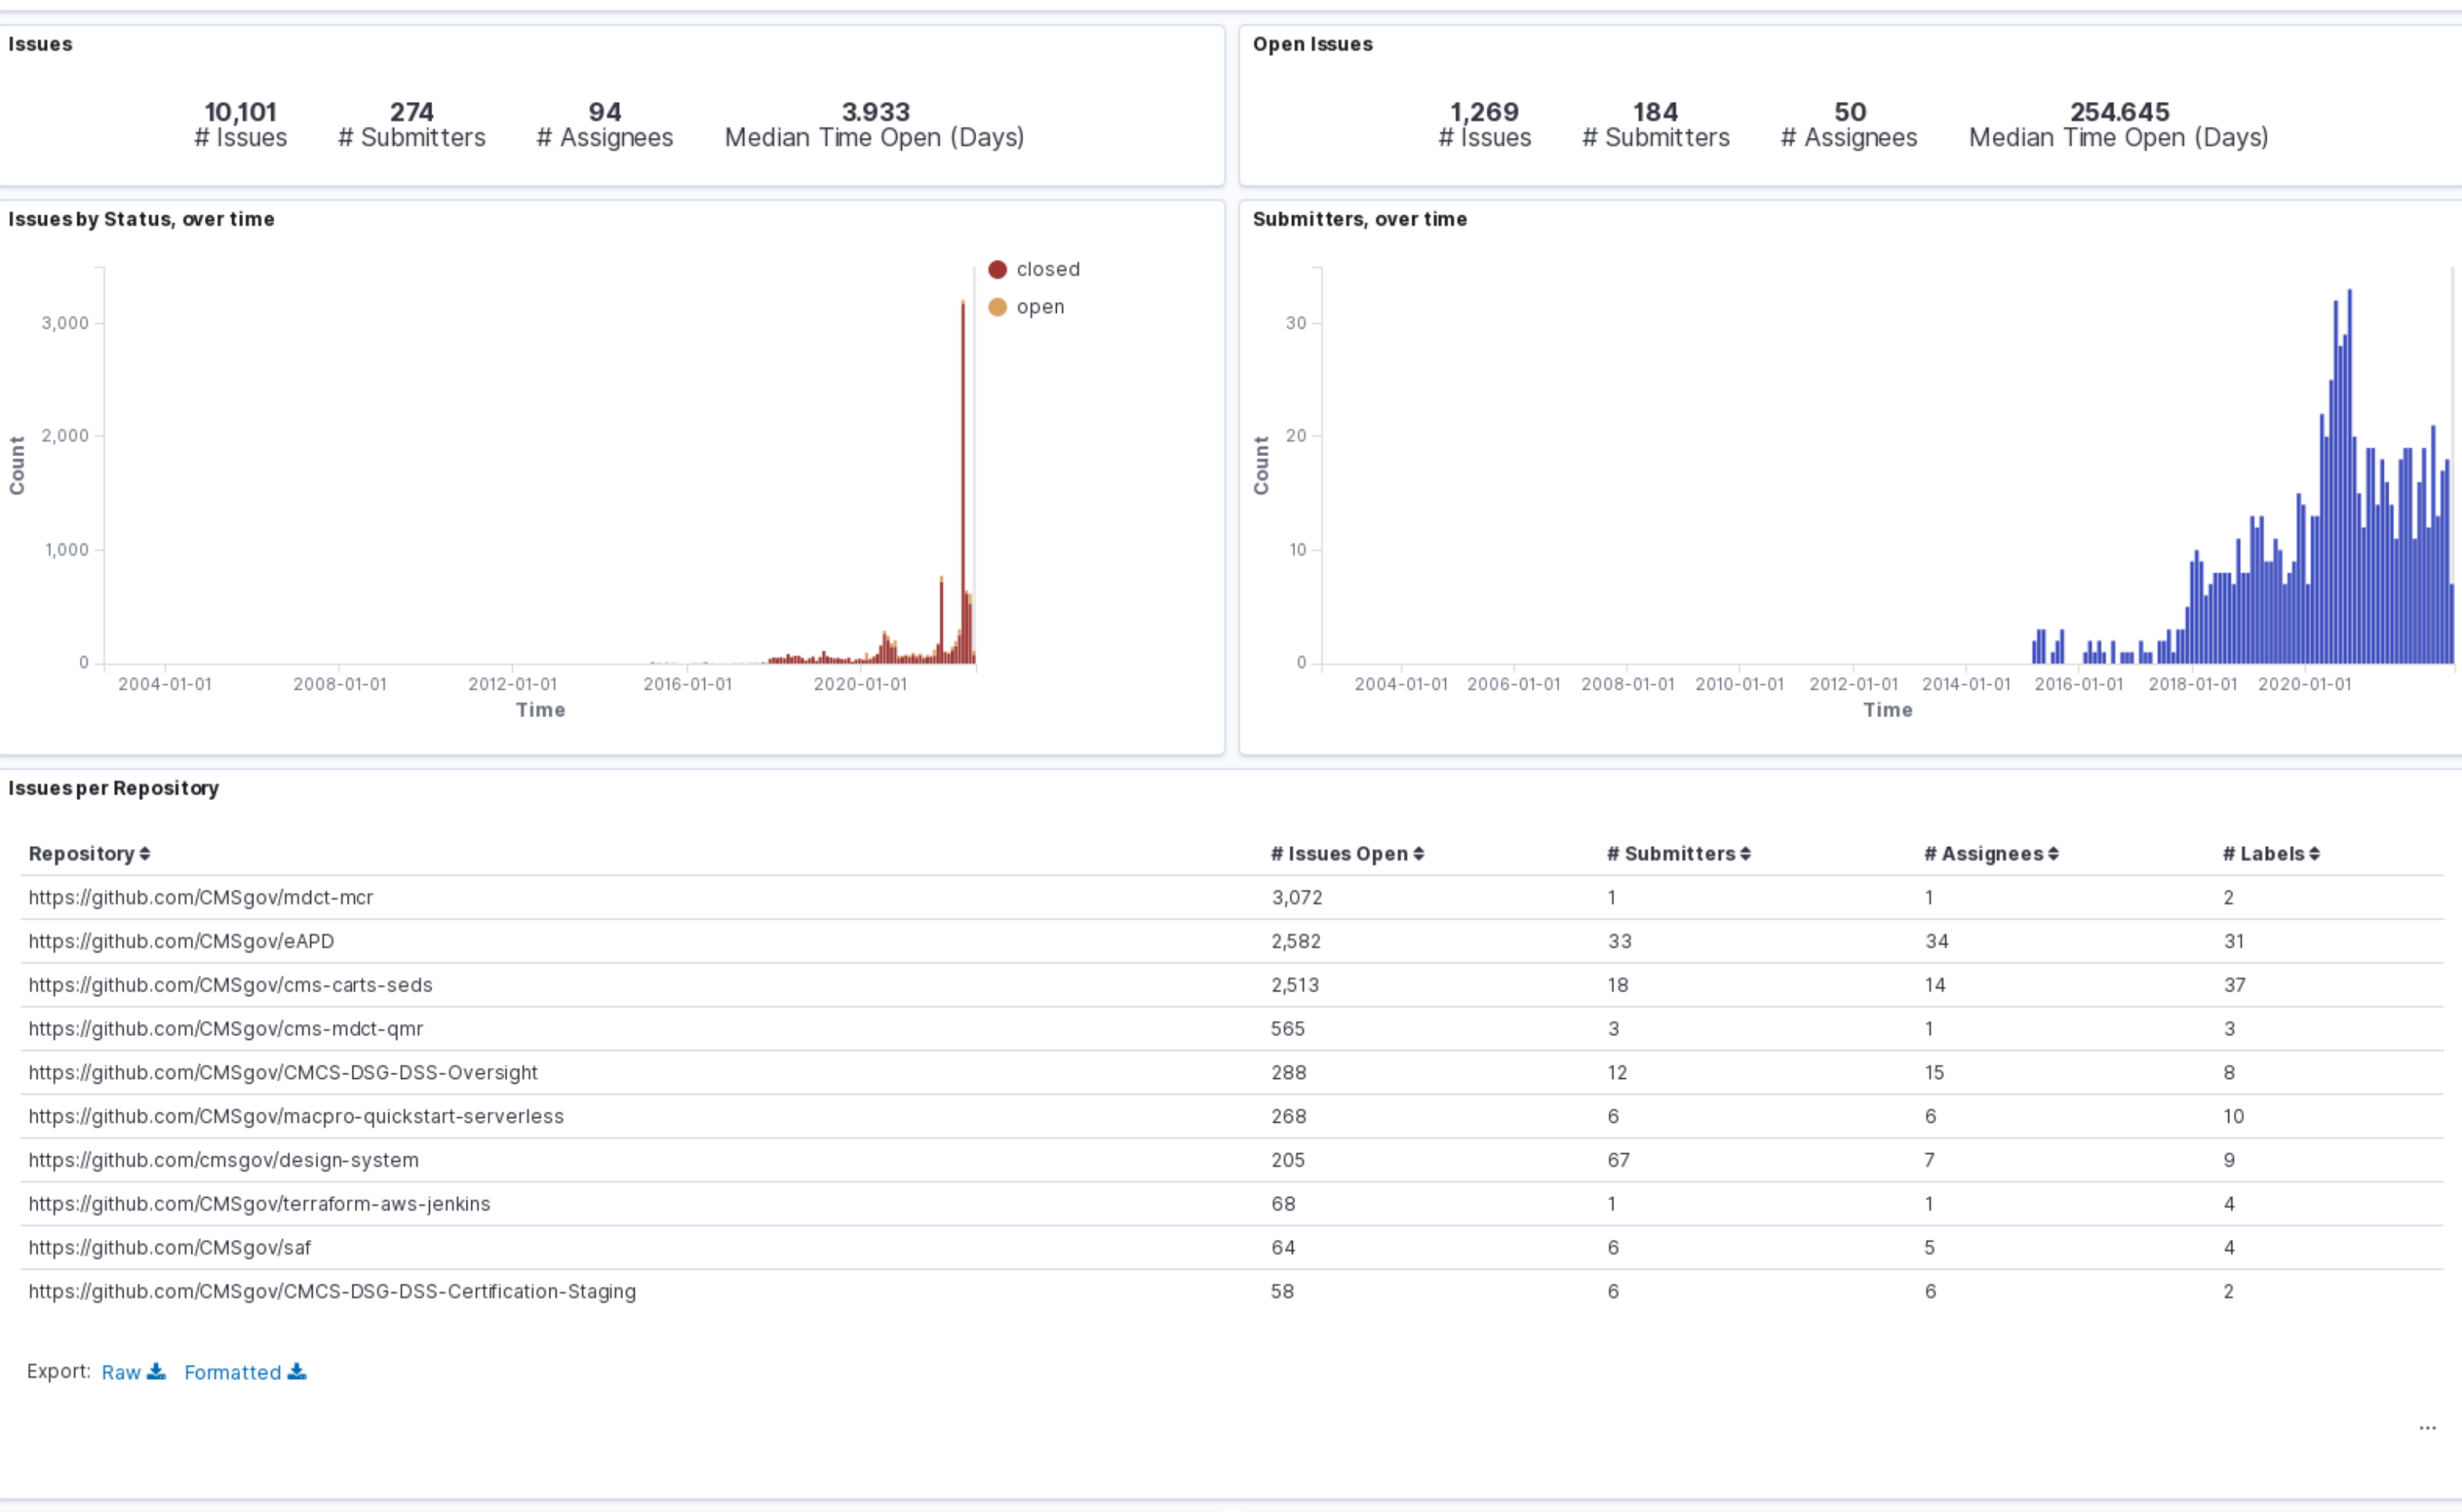 Issues
10,101 274 94 3.933
# Issues # Submitters # Assignees Median Time Open (Days)
Open Issues
1,269 184 50 254.645
# Issues # Submitters # Assignees Median Time Open (Days)
Issues by Status, over time
closed
open
3,000
2,000
1,000
0
Count
2004-01-01 2008-01-01 2012-01-01 2016-01-01 2020-01-01
Time
Submitters, over time
30
20
10
0
Count
2004-01-01 2006-01-01 2008-01-01 2010-01-01 2012-01-01 2014-01-01 2016-01-01 2018-01-01 2020-01-01
Time
Issues per Repository
Repository # Issues Open # Submitters # Assignees # Labels
https://github.com/CMSgov/mdct-mcr 3,072 1 1 2
https://github.com/CMSgov/eAPD 2,582 33 34 31
https://github.com/CMSgov/cms-carts-seds 2,513 18 14 37
https://github.com/CMSgov/cms-mdct-qmr 565 3 1 3
https://github.com/CMSgov/CMCS-DSG-DSS-Oversight 288 12 15 8
https://github.com/CMSgov/macpro-quickstart-serverless 268 6 6 10
https://github.com/cmsgov/design-system 205 67 7 9
https://github.com/CMSgov/terraform-aws-jenkins 68 1 1 4
https://github.com/CMSgov/saf 64 6 5 4
https://github.com/CMSgov/CMCS-DSG-DSS-Certification-Staging 58 6 6 2
Export: Raw Formatted
...